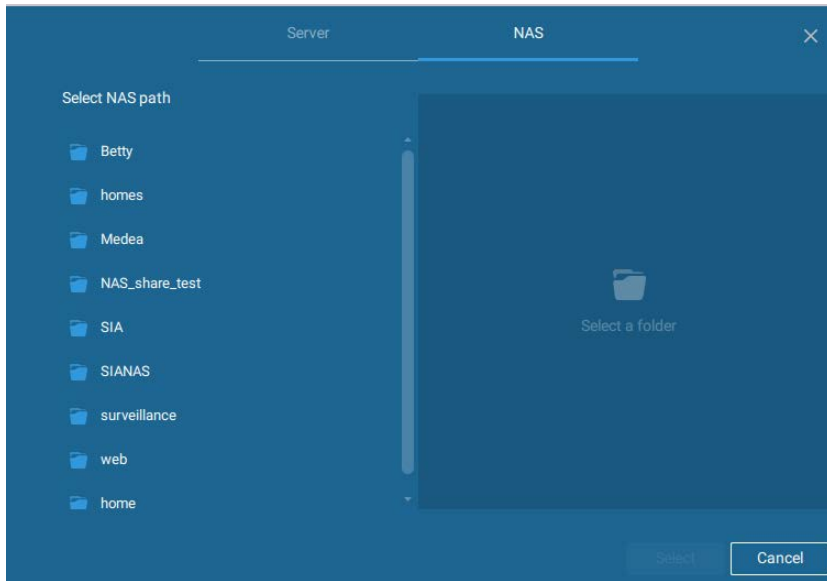 Server
NAS
Select NAS path
Betty
homes
Medea
NAS_share_test
SIA
SIANAS
surveillance
web
home
Select a folder
Select
Cancel